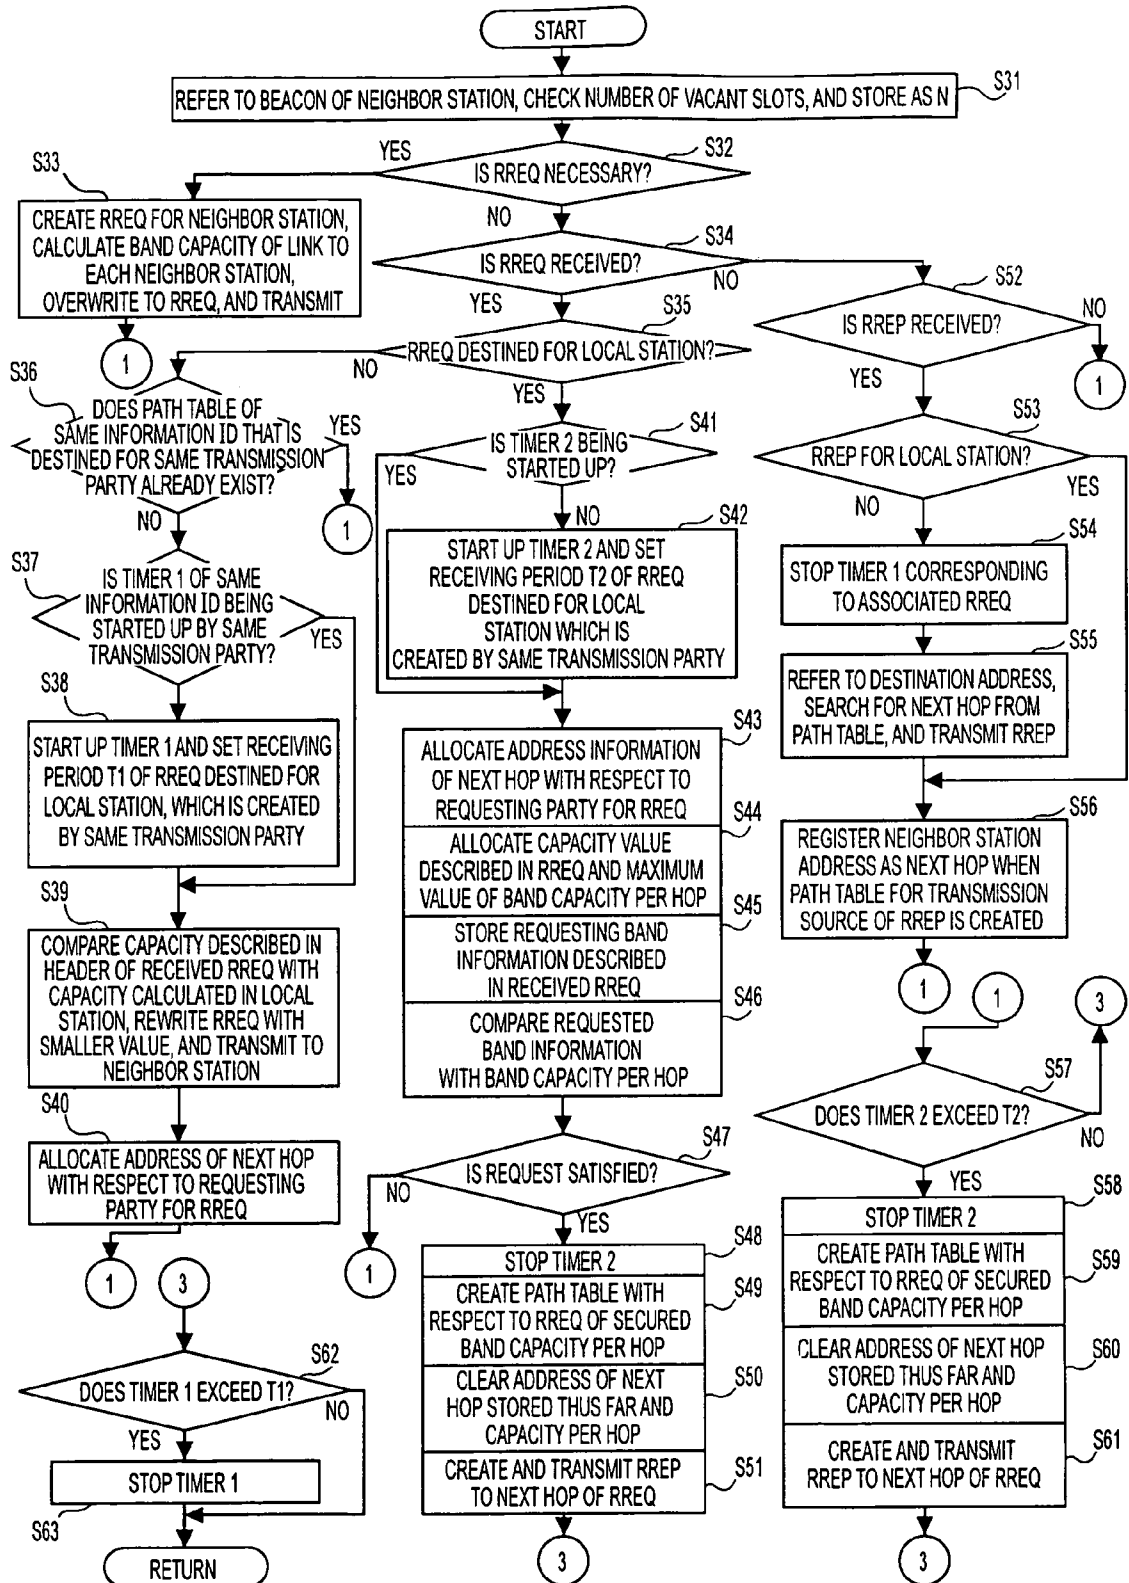 START
S31
REFER TO BEACON OF NEIGHBOR STATION, CHECK NUMBER OF VACANT SLOTS, AND STORE AS N
S32
YES
IS RREQ NECESSARY?
NO
S33
CREATE RREQ FOR NEIGHBOR STATION,
CALCULATE BAND CAPACITY OF LINK TO
EACH NEIGHBOR STATION,
OVERWRITE TO RREQ, AND TRANSMIT
1
S34
IS RREQ RECEIVED?
NO
YES
S35
RREQ DESTINED FOR LOCAL STATION?
NO
YES
S36
DOES PATH TABLE OF
SAME INFORMATION ID THAT IS
DESTINED FOR SAME TRANSMISSION
PARTY ALREADY EXIST?
YES
1
NO
S37
IS TIMER 1 OF SAME
INFORMATION ID BEING
STARTED UP BY SAME
TRANSMISSION PARTY?
YES
S38
START UP TIMER 1 AND SET RECEIVING
PERIOD T1 OF RREQ DESTINED FOR
LOCAL STATION, WHICH IS CREATED
BY SAME TRANSMISSION PARTY
S39
COMPARE CAPACITY DESCRIBED IN
HEADER OF RECEIVED RREQ WITH
CAPACITY CALCULATED IN LOCAL
STATION, REWRITE RREQ WITH
SMALLER VALUE, AND TRANSMIT TO
NEIGHBOR STATION
S40
ALLOCATE ADDRESS OF NEXT HOP
WITH RESPECT TO REQUESTING
PARTY FOR RREQ
1
3
S62
DOES TIMER 1 EXCEED T1?
NO
YES
STOP TIMER 1
S63
RETURN
S41
IS TIMER 2 BEING
STARTED UP?
YES
NO
S42
START UP TIMER 2 AND SET
RECEIVING PERIOD T2 OF RREQ
DESTINED FOR LOCAL
STATION WHICH IS
CREATED BY SAME TRANSMISSION PARTY
S43
ALLOCATE ADDRESS INFORMATION
OF NEXT HOP WITH RESPECT TO
REQUESTING PARTY FOR RREQ
S44
ALLOCATE CAPACITY VALUE
DESCRIBED IN RREQ AND MAXIMUM
VALUE OF BAND CAPACITY PER HOP
S45
STORE REQUESTING BAND
INFORMATION DESCRIBED
IN RECEIVED RREQ
S46
COMPARE REQUESTED
BAND INFORMATION
WITH BAND CAPACITY PER HOP
S47
IS REQUEST SATISFIED?
NO
1
YES
S48
STOP TIMER 2
S49
CREATE PATH TABLE WITH
RESPECT TO RREQ OF SECURED
BAND CAPACITY PER HOP
S50
CLEAR ADDRESS OF NEXT
HOP STORED THUS FAR AND
CAPACITY PER HOP
S51
CREATE AND TRANSMIT RREP
TO NEXT HOP OF RREQ
3
S52
IS RREP RECEIVED?
NO
1
YES
S53
RREP FOR LOCAL STATION?
YES
NO
S54
STOP TIMER 1 CORRESPONDING
TO ASSOCIATED RREQ
S55
REFER TO DESTINATION ADDRESS,
SEARCH FOR NEXT HOP FROM
PATH TABLE, AND TRANSMIT RREP
S56
REGISTER NEIGHBOR STATION
ADDRESS AS NEXT HOP WHEN
PATH TABLE FOR TRANSMISSION
SOURCE OF RREP IS CREATED
1
1
3
S57
DOES TIMER 2 EXCEED T2?
NO
YES
S58
STOP TIMER 2
S59
CREATE PATH TABLE WITH
RESPECT TO RREQ OF SECURED
BAND CAPACITY PER HOP
S60
CLEAR ADDRESS OF NEXT HOP
STORED THUS FAR AND
CAPACITY PER HOP
S61
CREATE AND TRANSMIT
RREP TO NEXT HOP OF RREQ
3